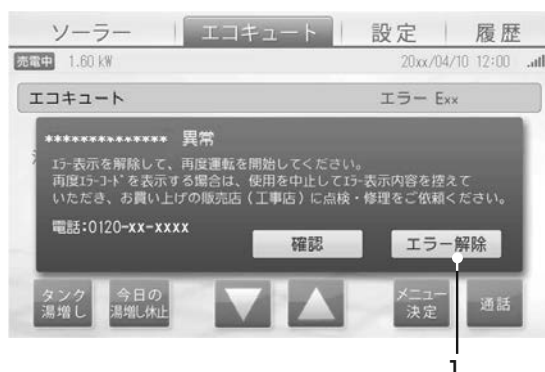 ソーラー エコキュート 設定 履歴
売電中 1.60 kW 20xx/04/10 12:00
エコキュート エラー Exx
************** 異常
エラー表示を解除して、再度運転を開始してください。
再度エラーコードを表示する場合は、使用を中止してエラー表示内容を控えて
いただき、お買い上げの販売店(工事店)に点検・修理をご依頼ください。
電話:0120-xx-xxxx
確認 エラー解除
タンク 今日の ▼ ▲ メニュー 通話
湯増し 湯増し休止 決定
1